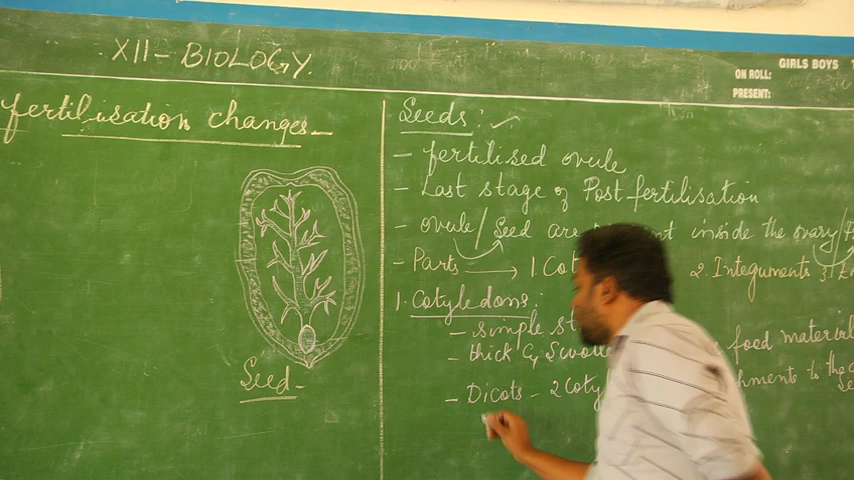 XII - BIOLOGY.
GIRLS BOYS
ON ROLL:
PRESENT:
fertilisation changes -
Seed -
Seeds :
- fertilised ovule
- Last stage of Post fertilisation
- ovule / Seed are inside the ovary /
- Parts → 1. Cot 2. Integuments 3.
1. Cotyledons :
- simple st food material
- thick &
- Dicots - 2 Coty to the